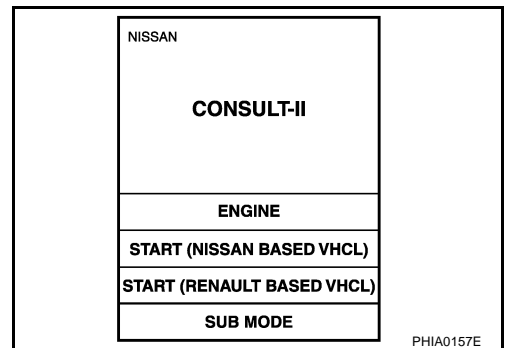 NISSAN
CONSULT-II
ENGINE
START (NISSAN BASED VHCL)
START (RENAULT BASED VHCL)
SUB MODE
PHIA0157E